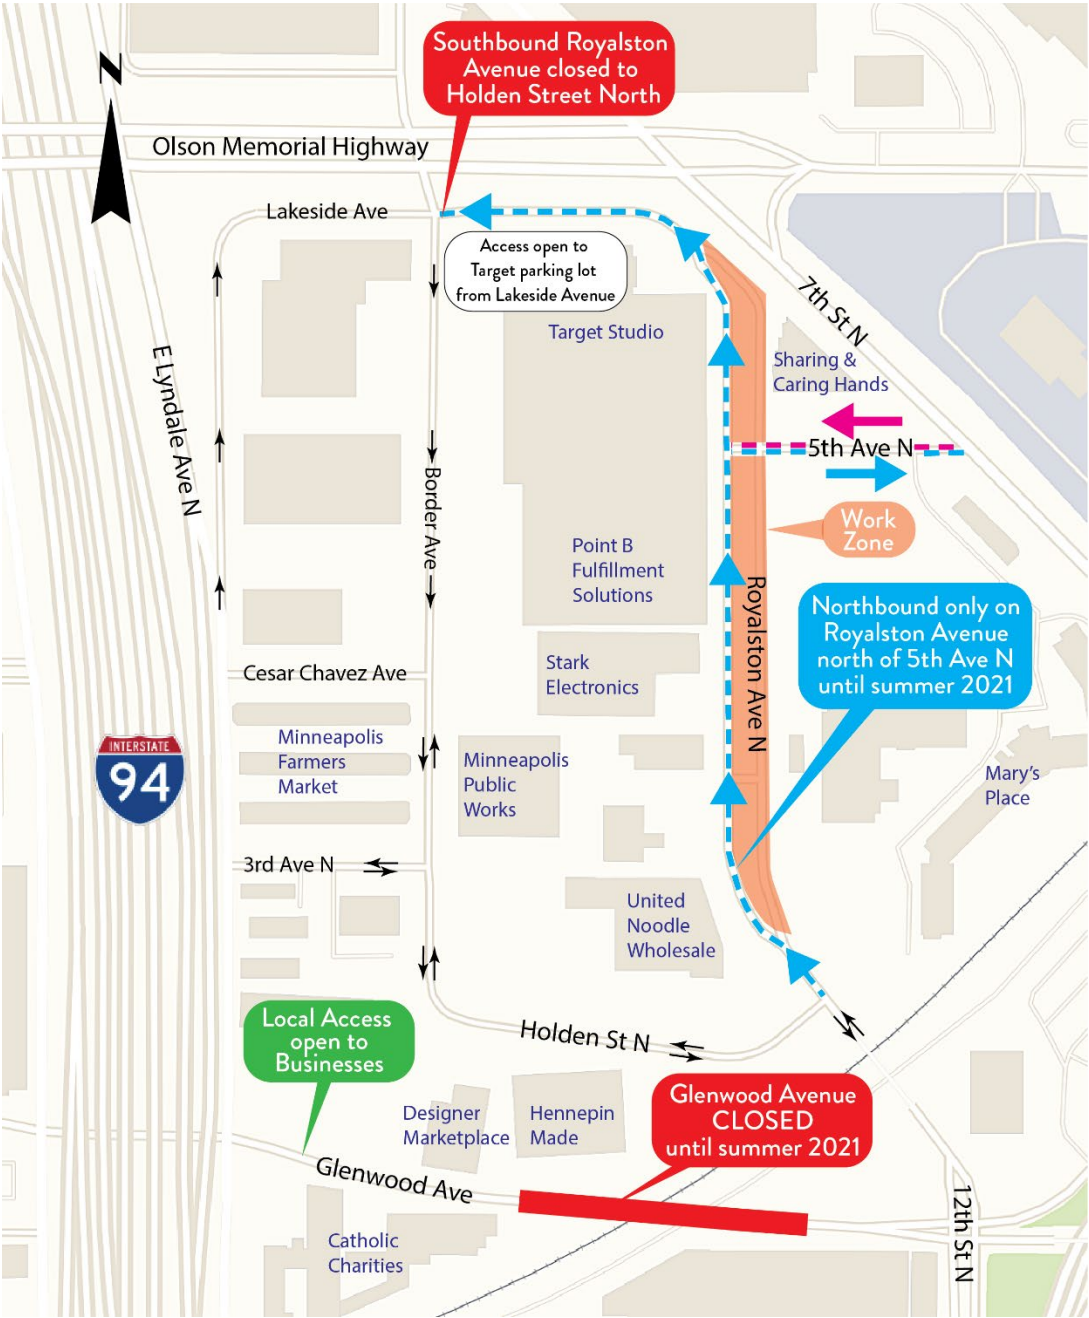 Southbound Royalston
Avenue closed to
Holden Street North
N
Olson Memorial Highway
Lakeside Ave
Access open to
Target parking lot
from Lakeside Avenue
7th St N
Target Studio
Sharing &
Caring Hands
E Lyndale Ave N
5th Ave N
Border Ave
Work
Zone
Point B
Fulfillment
Solutions
Royalston Ave N
Northbound only on
Royalston Avenue
north of 5th Ave N
until summer 2021
Cesar Chavez Ave
Stark
Electronics
Minneapolis
Farmers
Market
INTERSTATE
94
Minneapolis
Public
Works
Mary's
Place
3rd Ave N
United
Noodle
Wholesale
Local Access
open to
Businesses
Holden St N
Designer
Marketplace
Hennepin
Made
Glenwood Avenue
CLOSED
until summer 2021
Glenwood Ave
12th St N
Catholic
Charities